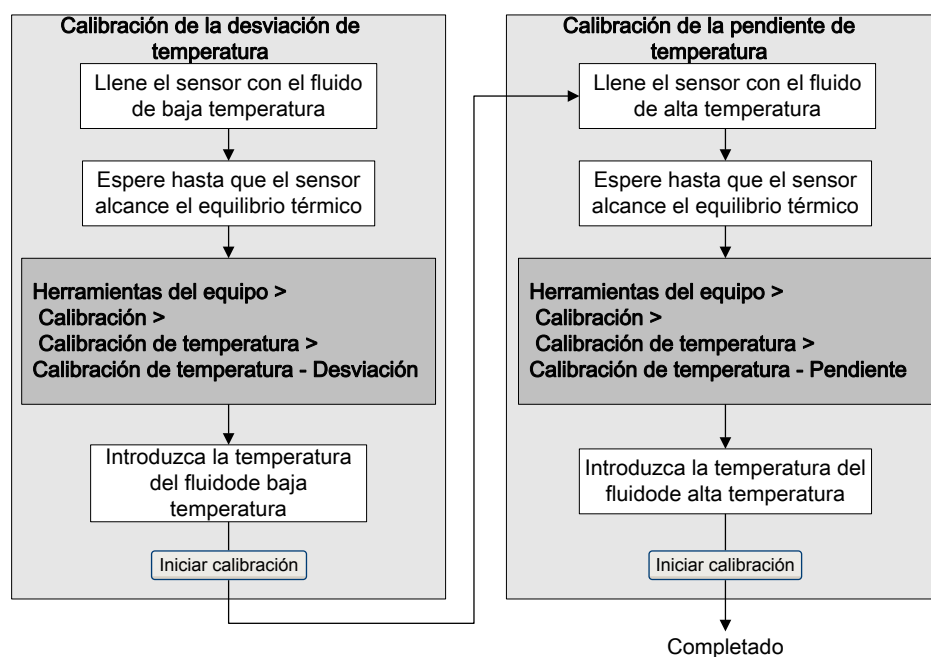 Calibración de la desviación de
temperatura
Llene el sensor con el fluido
de baja temperatura
Espere hasta que el sensor
alcance el equilibrio térmico
Herramientas del equipo >
Calibración >
Calibración de temperatura >
Calibración de temperatura - Desviación
Introduzca la temperatura
del fluidode baja
temperatura
Iniciar calibración
Calibración de la pendiente de
temperatura
Llene el sensor con el fluido
de alta temperatura
Espere hasta que el sensor
alcance el equilibrio térmico
Herramientas del equipo >
Calibración >
Calibración de temperatura >
Calibración de temperatura - Pendiente
Introduzca la temperatura del
fluidode alta temperatura
Iniciar calibración
Completado